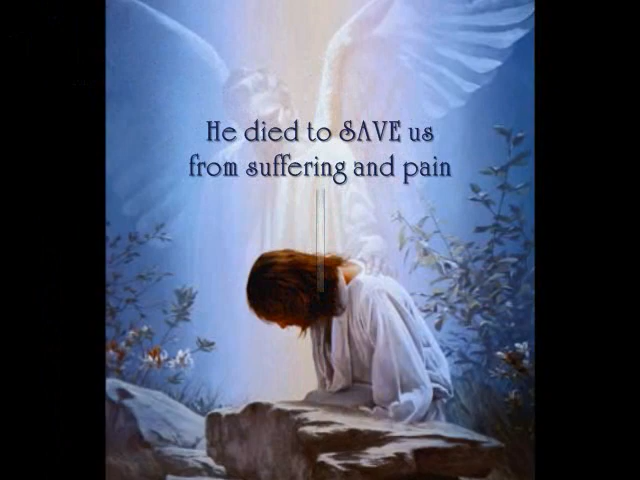 He died to SAVE us
from suffering and pain